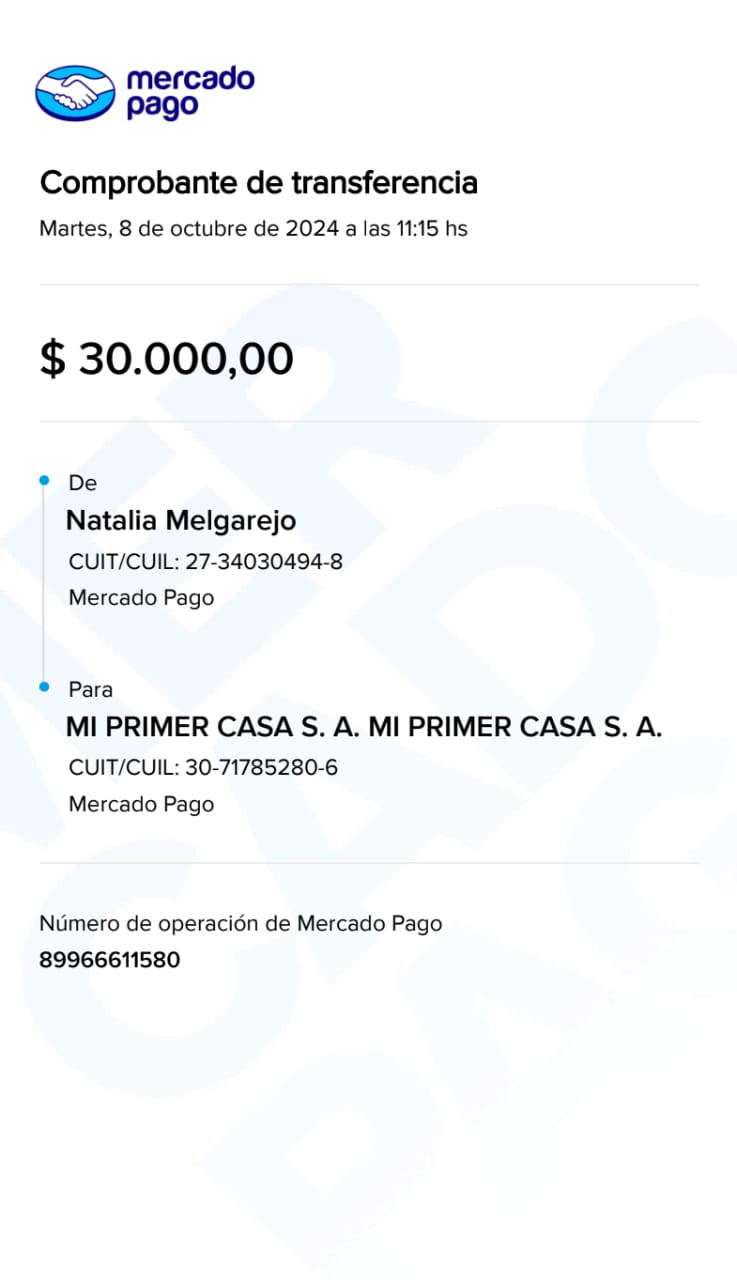 mercado
pago
Comprobante de transferencia
Martes, 8 de octubre de 2024 a las 11:15 hs
$ 30.000,00
De
Natalia Melgarejo
CUIT/CUIL: 27-34030494-8
Mercado Pago
Para
MI PRIMER CASA S. A. MI PRIMER CASA S. A.
CUIT/CUIL: 30-71785280-6
Mercado Pago
Número de operación de Mercado Pago
89966611580